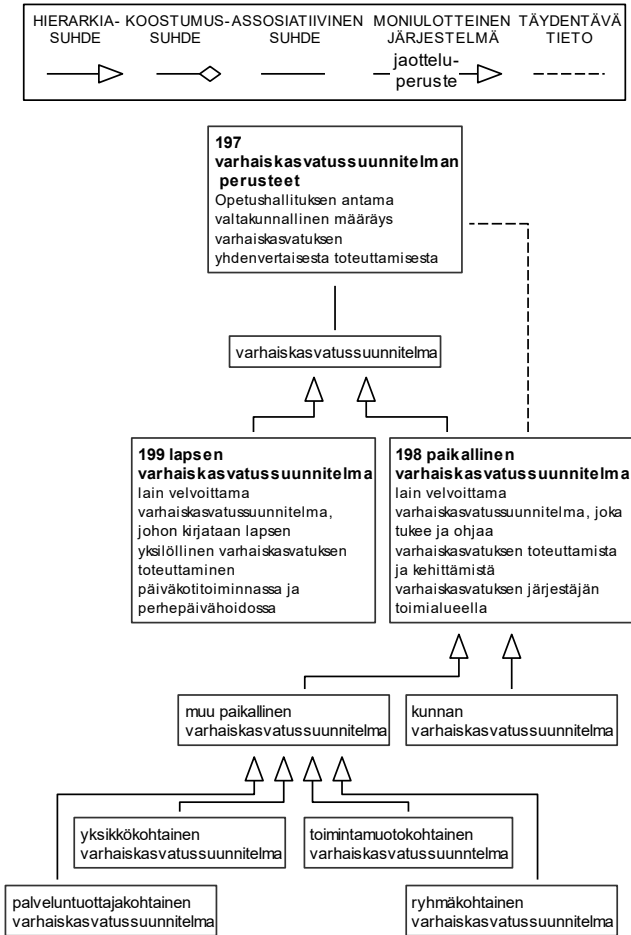 HIERARKIA- KOOSTUMUS- ASSOSIATIIVINEN MONIULOTTEINEN TÄYDENTÄVÄ
SUHDE SUHDE SUHDE JÄRJESTELMÄ TIETO
jaottelu-
peruste
197
varhaiskasvatussuunnitelman
perusteet
Opetushallituksen antama
valtakunnallinen määräys
varhaiskasvatuksen
yhdenvertaisesta toteuttamisesta
varhaiskasvatussuunnitelma
199 lapsen
varhaiskasvatussuunnitelma
lain velvoittama
varhaiskasvatussuunnitelma,
johon kirjataan lapsen
yksilöllinen varhaiskasvatuksen
toteuttaminen
päiväkotitoiminnassa ja
perhepäivähoidossa
198 paikallinen
varhaiskasvatussuunnitelma
lain velvoittama
varhaiskasvatussuunnitelma, joka
tukee ja ohjaa
varhaiskasvatuksen toteuttamista
ja kehittämistä
varhaiskasvatuksen järjestäjän
toimialueella
muu paikallinen
varhaiskasvatussuunnitelma
kunnan
varhaiskasvatussuunnitelma
yksikkökohtainen
varhaiskasvatussuunnitelma
toimintamuotokohtainen
varhaiskasvatussuunntelma
palveluntuottajakohtainen
varhaiskasvatussuunnitelma
ryhmäkohtainen
varhaiskasvatussuunnitelma